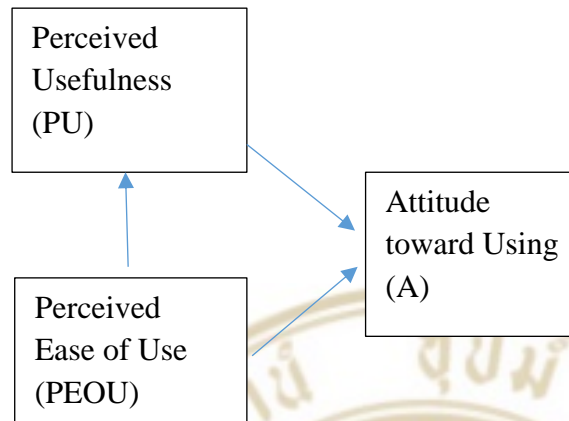 Perceived
Usefulness
(PU)
Attitude
toward Using
(A)
Perceived
Ease of Use
(PEOU)